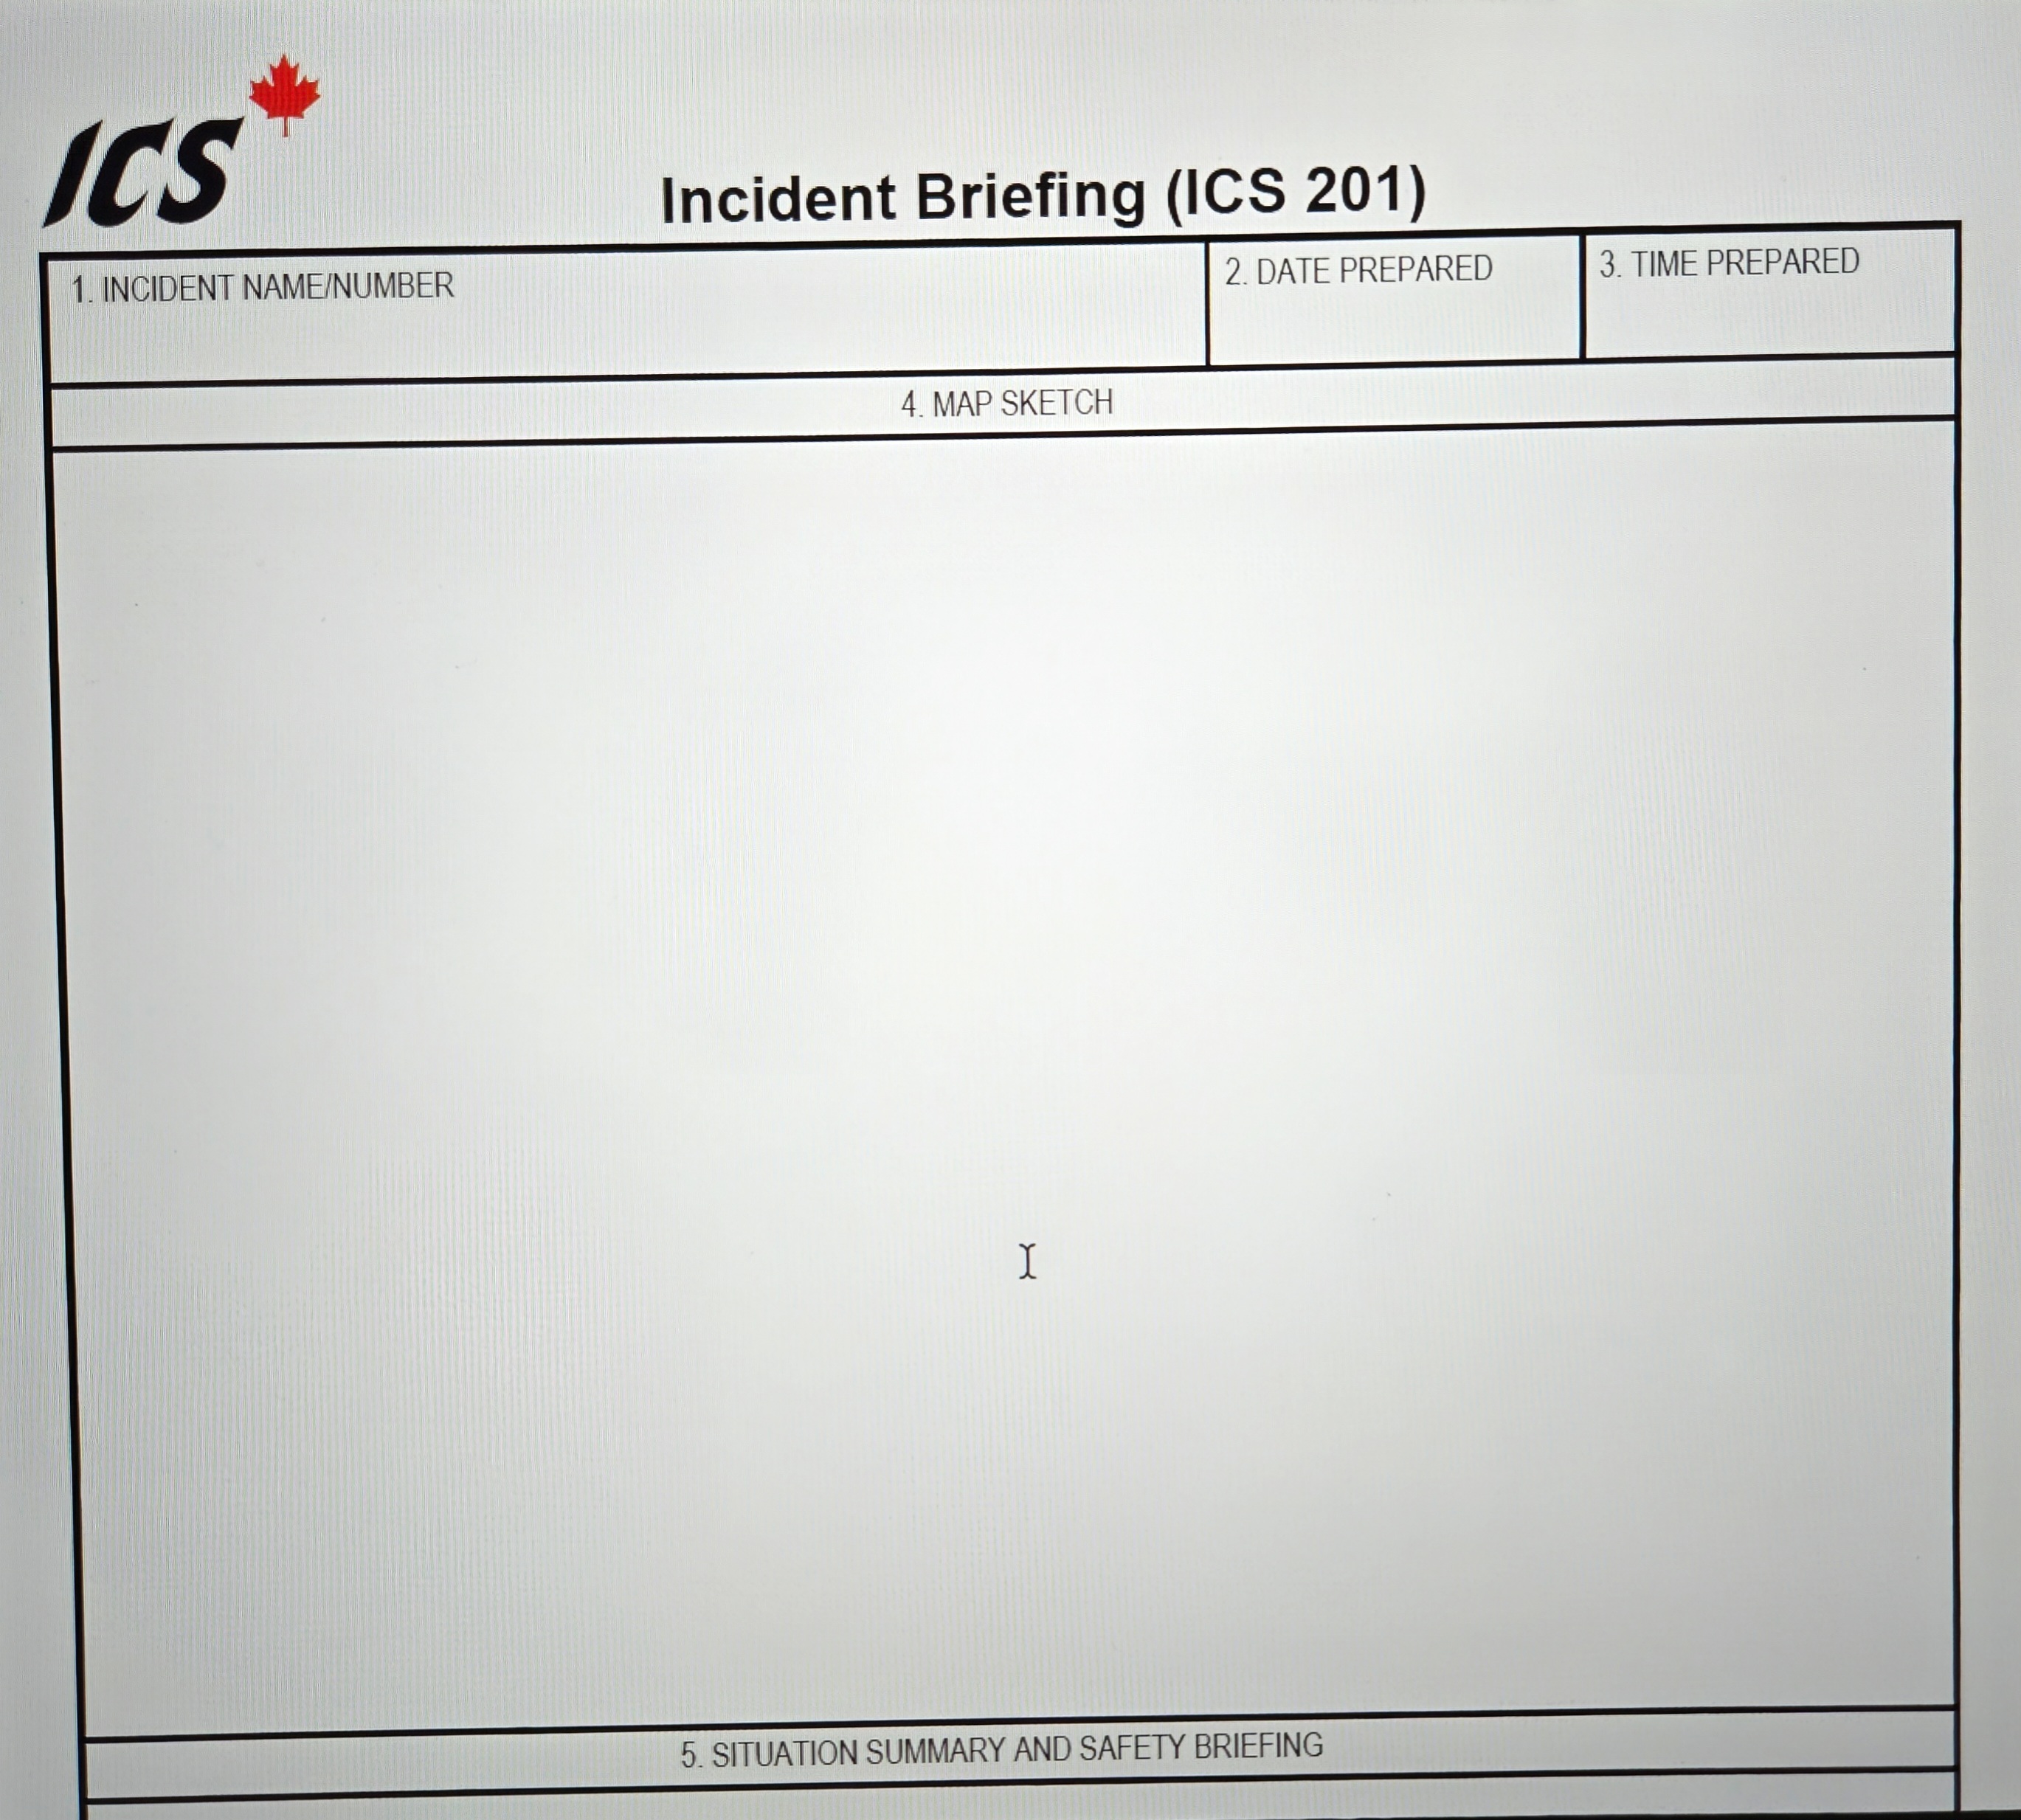 ICS
Incident Briefing (ICS 201)
1. INCIDENT NAME/NUMBER
2. DATE PREPARED
3. TIME PREPARED
4. MAP SKETCH
5. SITUATION SUMMARY AND SAFETY BRIEFING